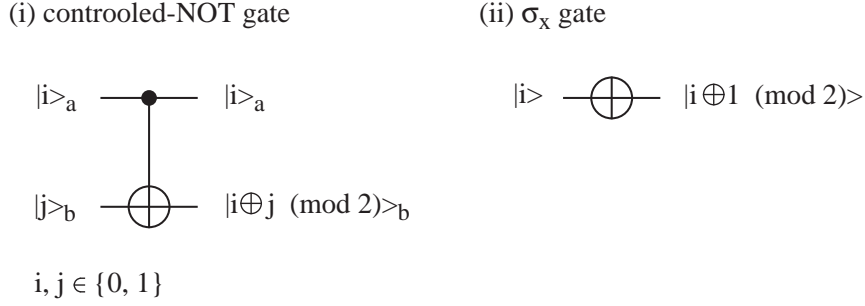 (i) controoled-NOT gate
(ii) σx gate
|i>a |i>a
|i> |i⊕1 (mod 2)>
|j>b |i⊕j (mod 2)>b
i, j ∈ {0, 1}